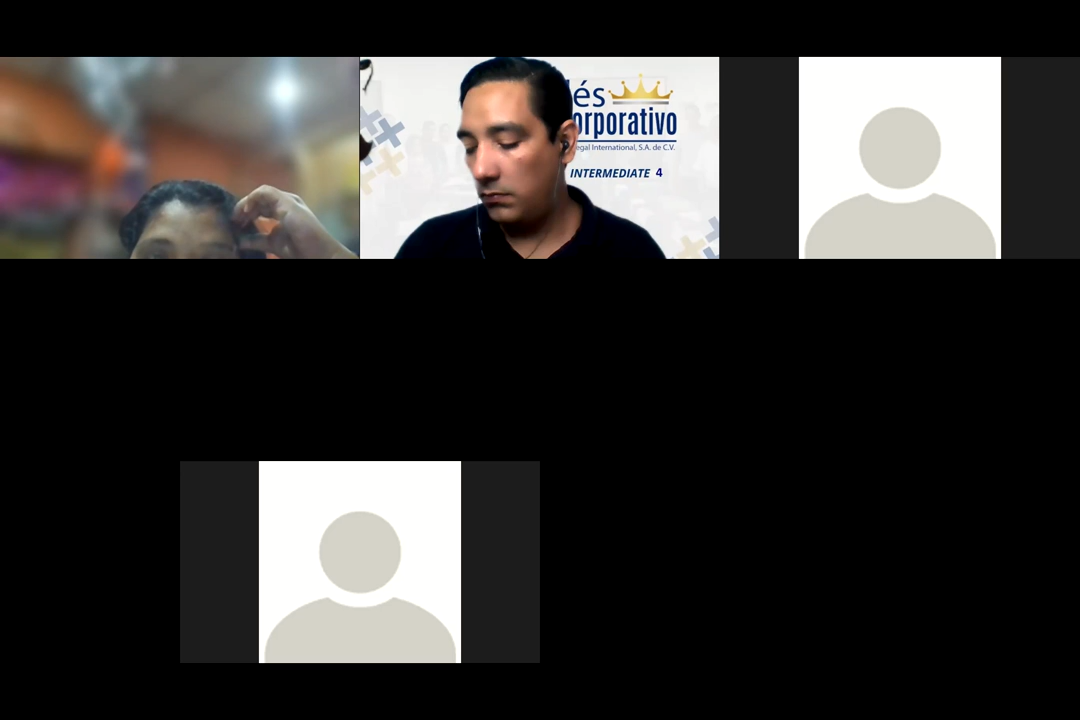 és
orporativo
egal International, S.A. de C.V.
INTERMEDIATE 4